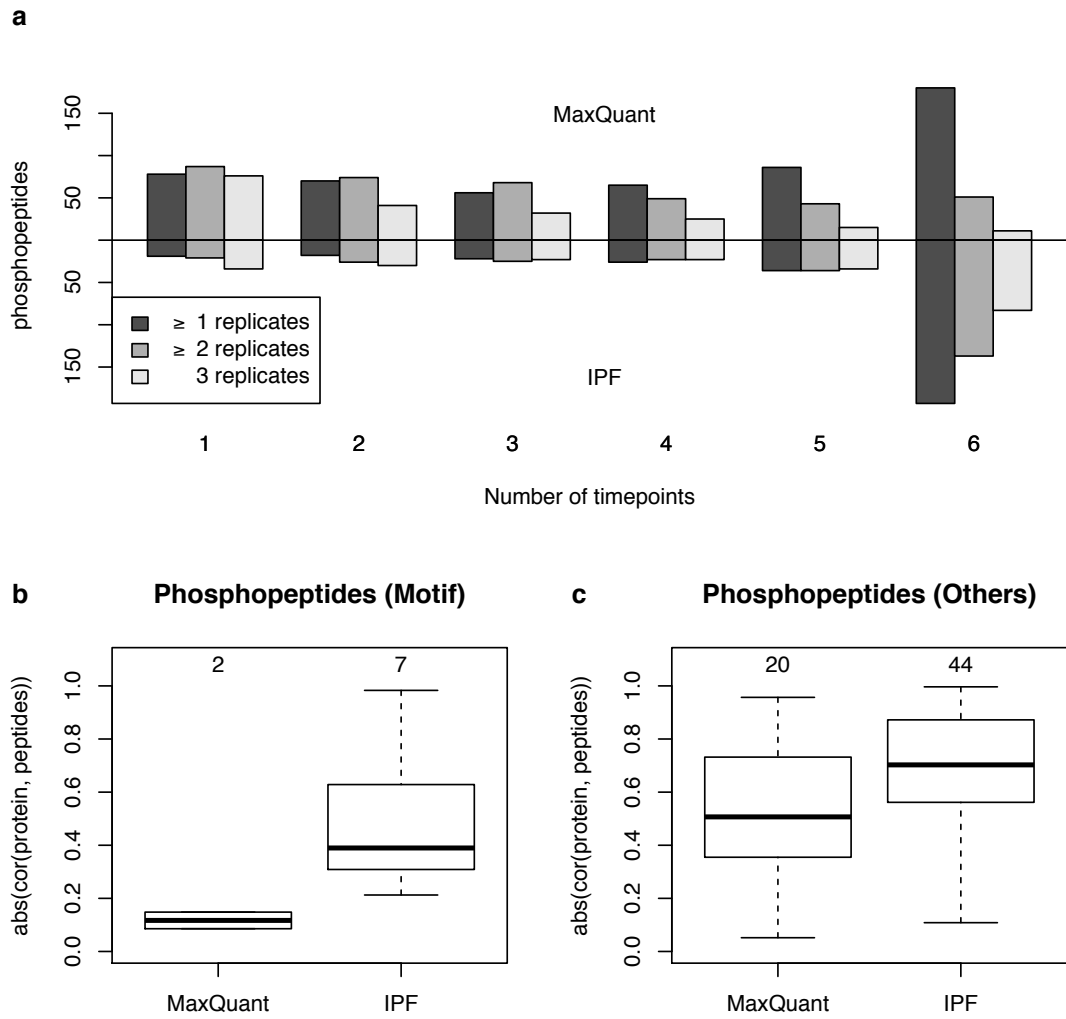 a
MaxQuant
phosphopeptides
150
50
50
150
≥ 1 replicates
≥ 2 replicates
3 replicates
IPF
1 2 3 4 5 6
Number of timepoints
b
Phosphopeptides (Motif)
abs(cor(protein, peptides))
1.0
0.8
0.6
0.4
0.2
0.0
2 7
MaxQuant IPF
c
Phosphopeptides (Others)
abs(cor(protein, peptides))
1.0
0.8
0.6
0.4
0.2
0.0
20 44
MaxQuant IPF